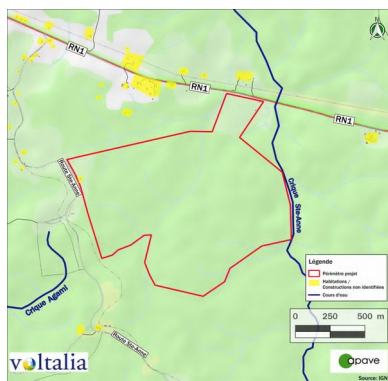 N
RN1
RN1
RN1
Route Ste-Anne
Crique Ste-Anne
Crique Agami
Route Ste-Anne
Légende
Périmètre projet
Habitations /
Constructions non identifiées
Cours d'eau
0 250 500 m
voltalia
apave
Source: IGN